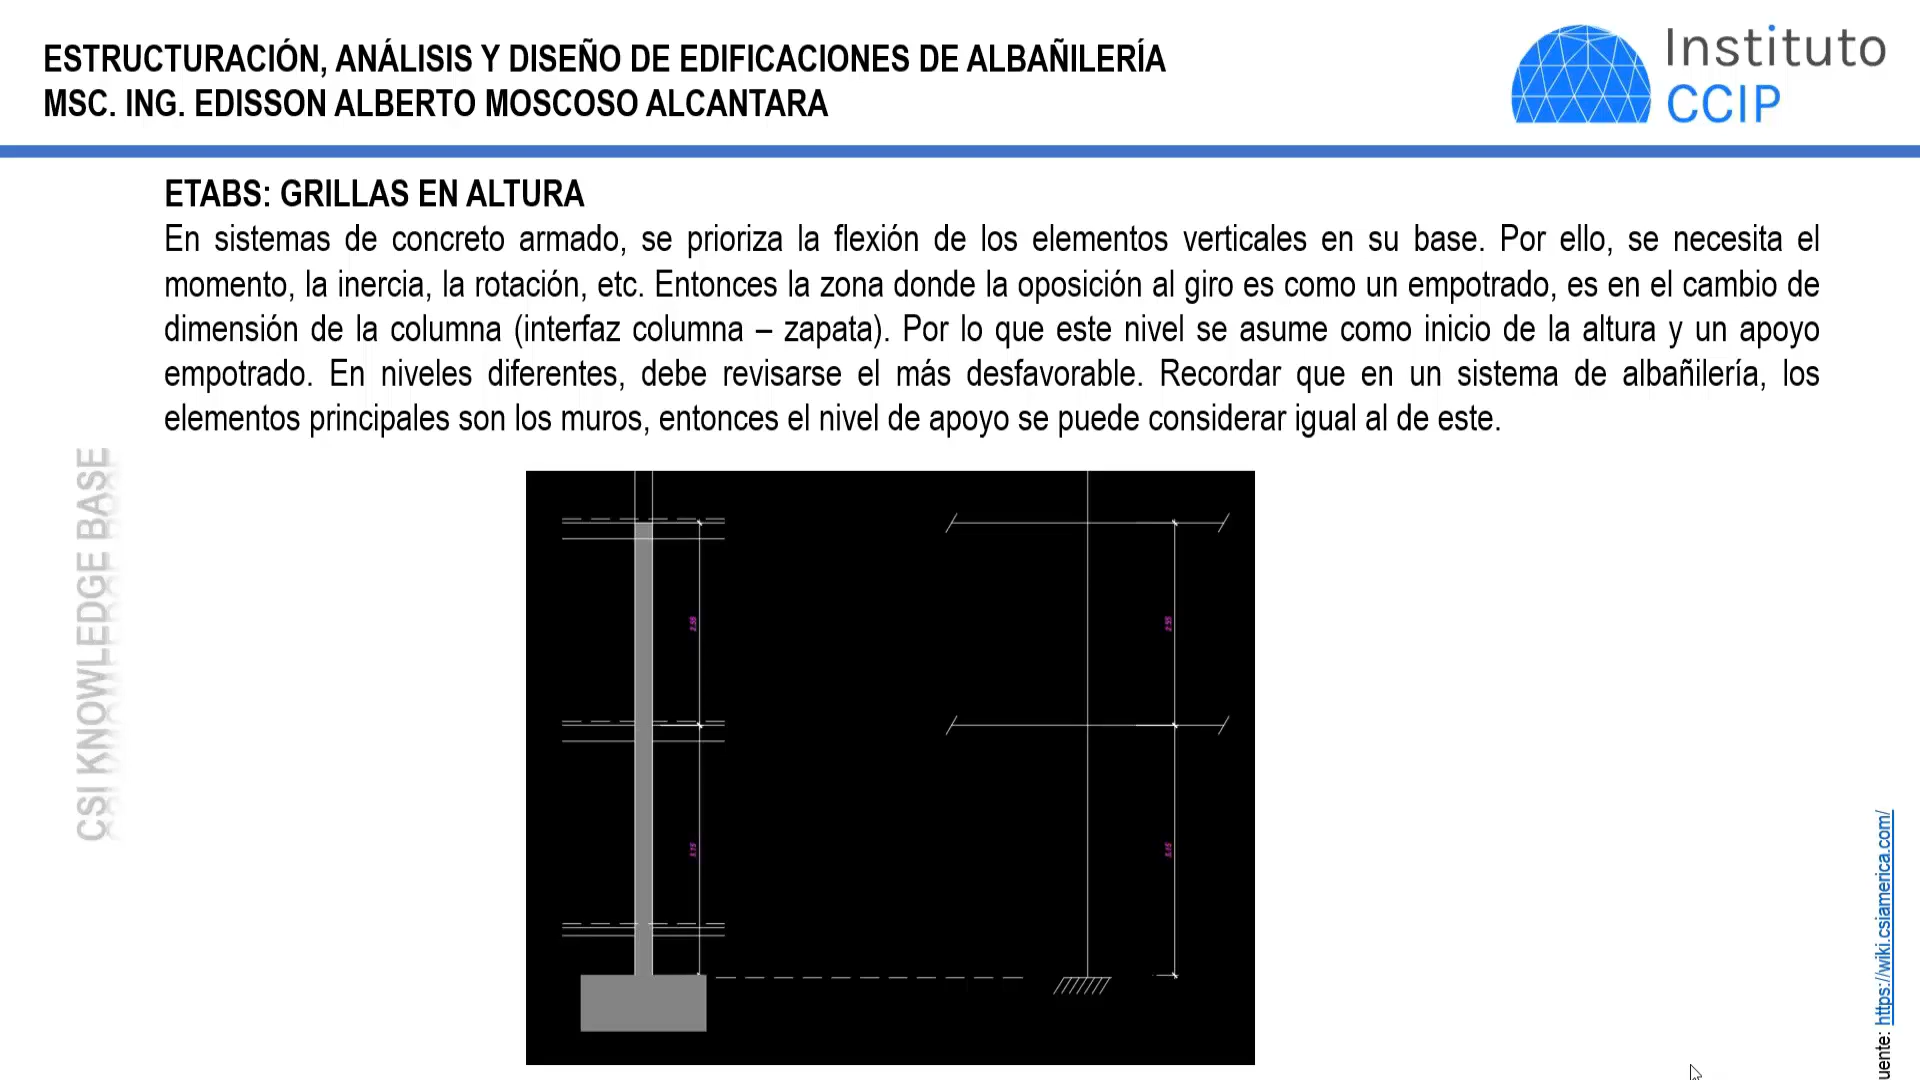 ESTRUCTURACIÓN, ANÁLISIS Y DISEÑO DE EDIFICACIONES DE ALBAÑILERÍA
MSC. ING. EDISSON ALBERTO MOSCOSO ALCANTARA
Instituto
CCIP
ETABS: GRILLAS EN ALTURA
En sistemas de concreto armado, se prioriza la flexión de los elementos verticales en su base. Por ello, se necesita el
momento, la inercia, la rotación, etc. Entonces la zona donde la oposición al giro es como un empotrado, es en el cambio de
dimensión de la columna (interfaz columna – zapata). Por lo que este nivel se asume como inicio de la altura y un apoyo
empotrado. En niveles diferentes, debe revisarse el más desfavorable. Recordar que en un sistema de albañilería, los
elementos principales son los muros, entonces el nivel de apoyo se puede considerar igual al de este.
CSI KNOWLEDGE BASE
uente: https://wiki.csiamerica.com/